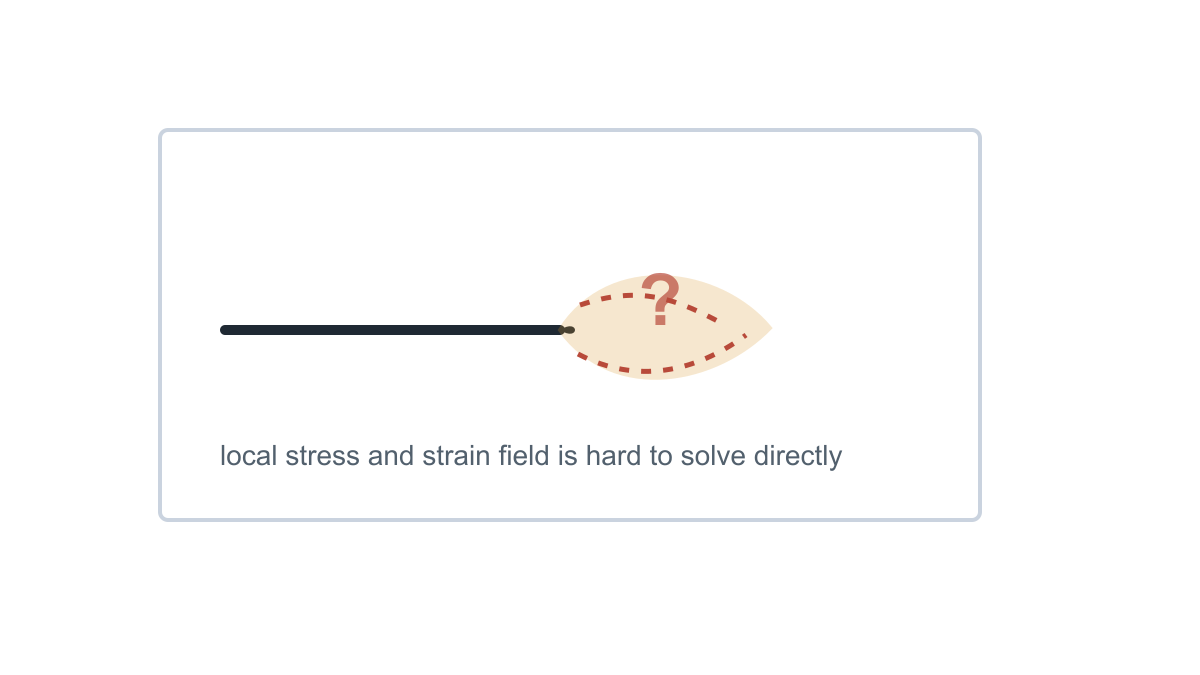 ?
local stress and strain field is hard to solve directly